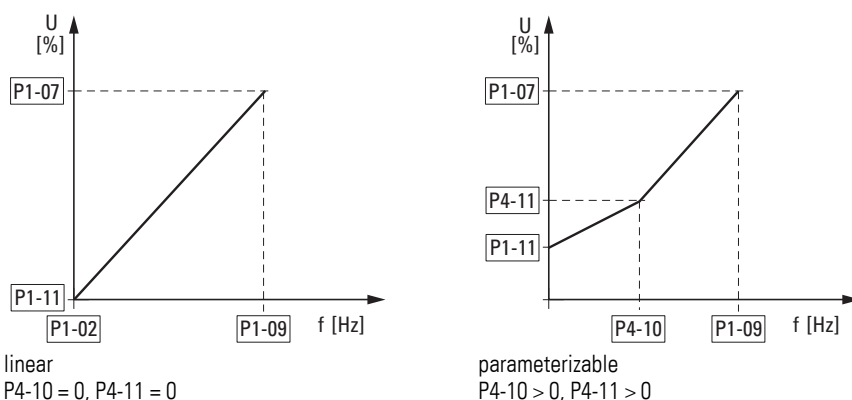 U
[%]
P1-07
P1-11
P1-02
P1-09
f [Hz]
linear
P4-10 = 0, P4-11 = 0
U
[%]
P1-07
P4-11
P1-11
P4-10
P1-09
f [Hz]
parameterizable
P4-10 > 0, P4-11 > 0